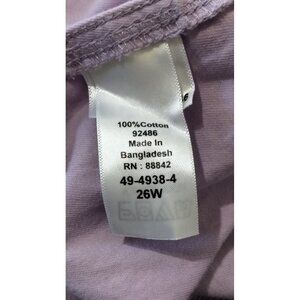 100%Cotton
92486
Made In
Bangladesh
RN : 88842
49-4938-4
26W